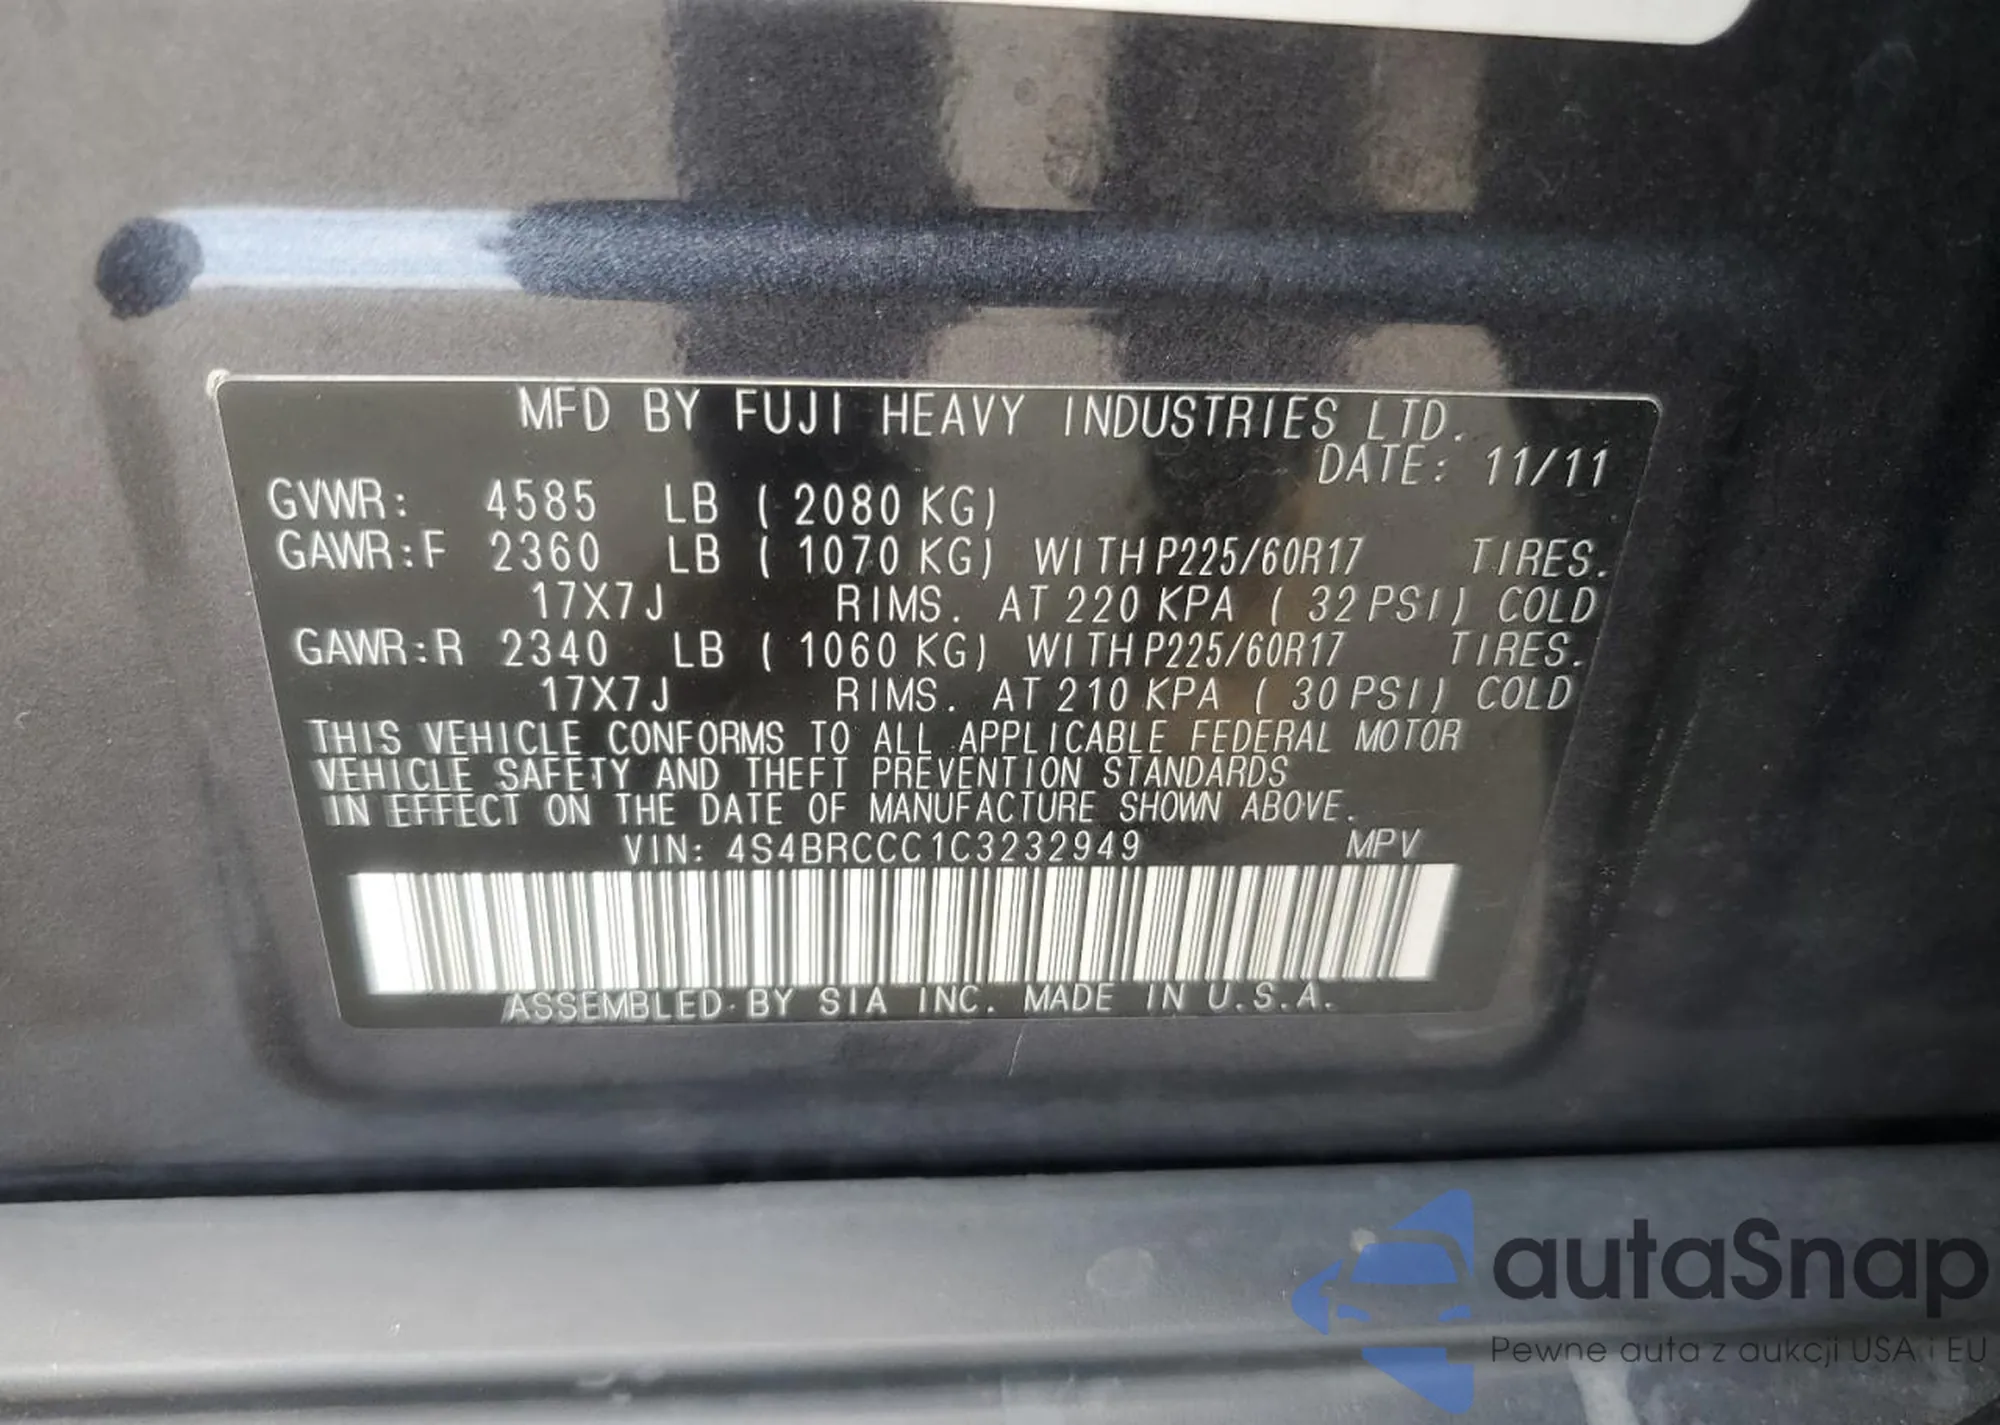 MFD BY FUJI HEAVY INDUSTRIES LTD.
DATE: 11/11
GVWR: 4585 LB ( 2080 KG)
GAWR:F 2360 LB ( 1070 KG) WITH P225/60R17 TIRES.
17X7J RIMS. AT 220 KPA ( 32 PSI) COLD
GAWR:R 2340 LB ( 1060 KG) WITH P225/60R17 TIRES.
17X7J RIMS. AT 210 KPA ( 30 PSI) COLD
THIS VEHICLE CONFORMS TO ALL APPLICABLE FEDERAL MOTOR
VEHICLE SAFETY AND THEFT PREVENTION STANDARDS
IN EFFECT ON THE DATE OF MANUFACTURE SHOWN ABOVE.
VIN: 4S4BRCCC1C3232949 MPV
ASSEMBLED BY SIA INC. MADE IN U.S.A.
autaSnap
Pewne auta z aukcji USA i EU